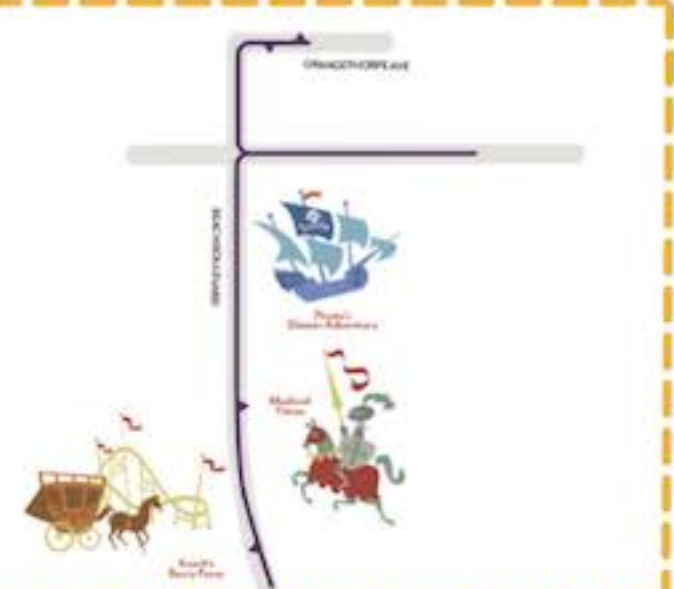 ORANGETHORPE AVE
BEACH BOULEVARD
Pirate's
Dinner Adventure
Medieval
Times
Knott's
Berry Farm